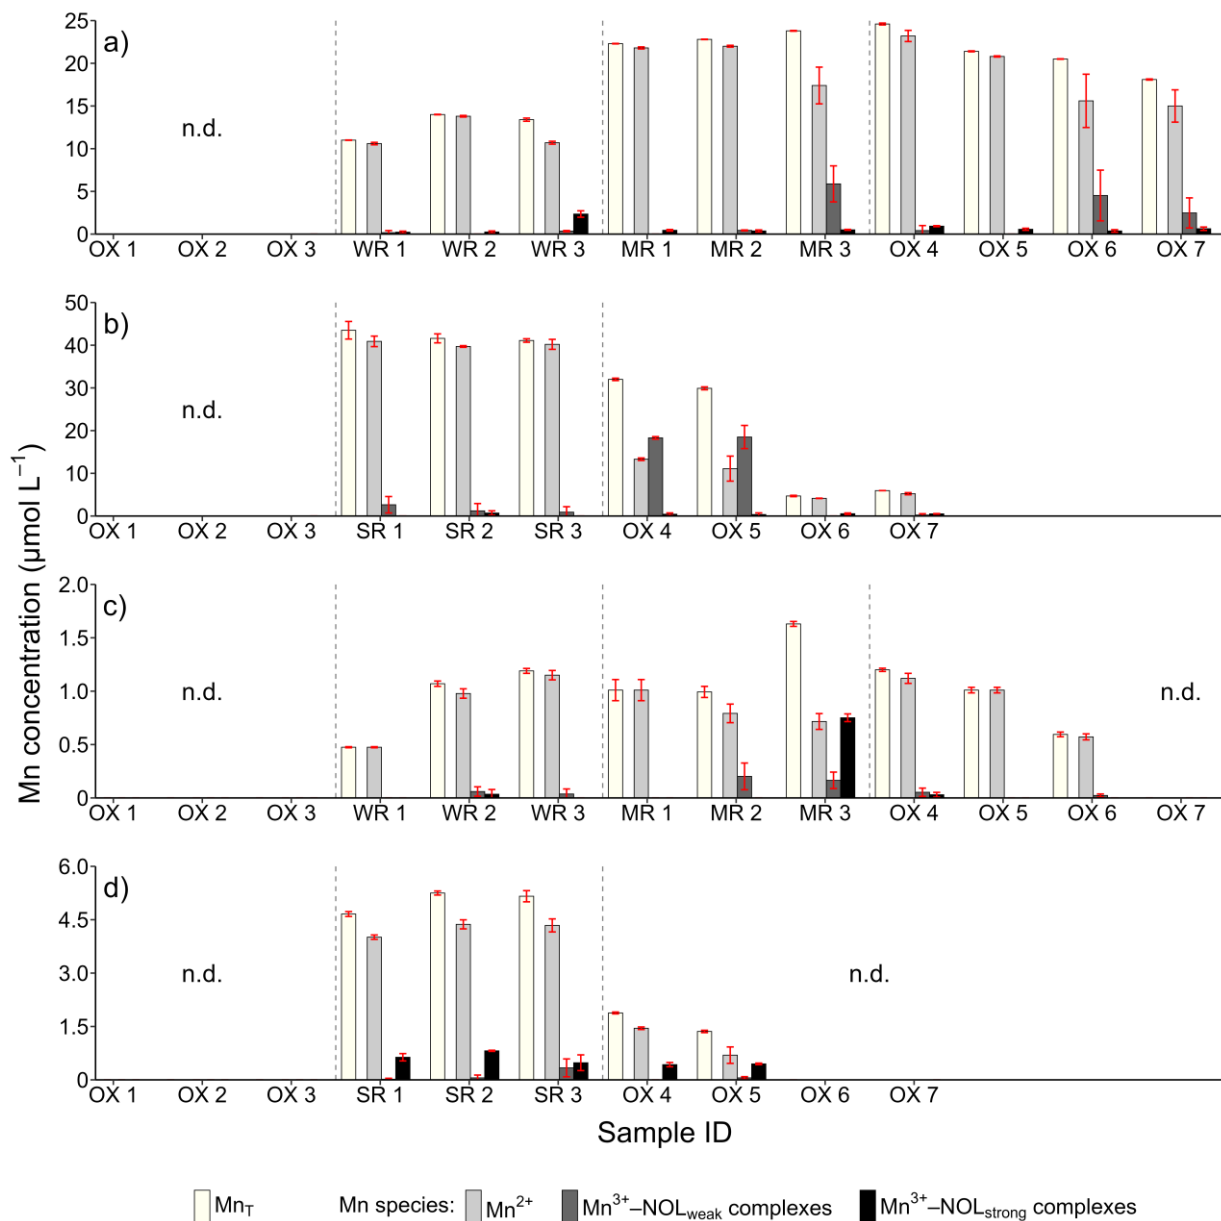 Mn concentration (µmol L⁻¹)
a)
25
20
15
10
5
0
n.d.
OX 1 OX 2 OX 3 WR 1 WR 2 WR 3 MR 1 MR 2 MR 3 OX 4 OX 5 OX 6 OX 7
b)
50
40
30
20
10
0
n.d.
OX 1 OX 2 OX 3 SR 1 SR 2 SR 3 OX 4 OX 5 OX 6 OX 7
c)
2.0
1.5
1.0
0.5
0
n.d. n.d.
OX 1 OX 2 OX 3 WR 1 WR 2 WR 3 MR 1 MR 2 MR 3 OX 4 OX 5 OX 6 OX 7
d)
6.0
4.5
3.0
1.5
0
n.d. n.d.
OX 1 OX 2 OX 3 SR 1 SR 2 SR 3 OX 4 OX 5 OX 6 OX 7
Sample ID
Mn_T Mn species: Mn²⁺ Mn³⁺–NOL_weak complexes Mn³⁺–NOL_strong complexes